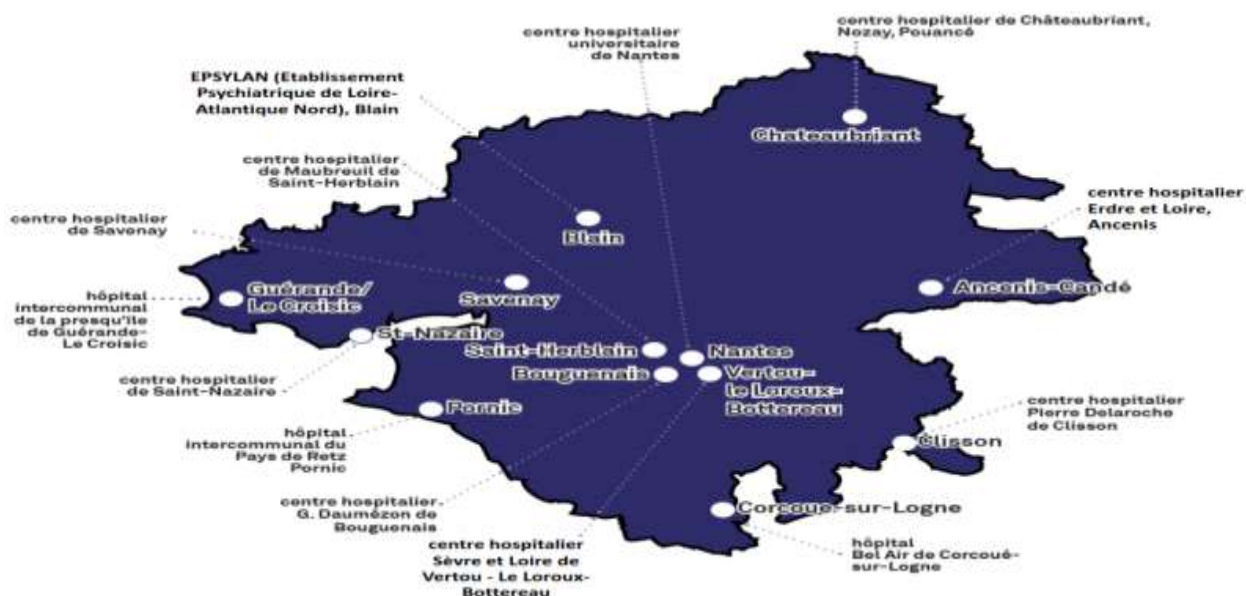 centre hospitalier
universitaire
de Nantes
centre hospitalier de Châteaubriant,
Nozay, Pouancé
EPSYLAN (Etablissement
Psychiatrique de Loire-
Atlantique Nord), Blain
Chateaubriant
centre hospitalier
de Maubreuil de
Saint-Herblain
centre hospitalier
Erdre et Loire,
Ancenis
centre hospitalier
de Savenay
Blain
Guérande/
Le Croisic
Savenay
Ancenis-Candé
hôpital
intercommunal
de la presqu'île
de Guérande-
Le Croisic
St-Nazaire
Saint-Herblain
Nantes
Bouguenais
Vertou-
le Loroux-
Bottereau
centre hospitalier
de Saint-Nazaire
Pornic
centre hospitalier
Pierre Delaroche
de Clisson
hôpital
intercommunal du
Pays de Retz
Pornic
Clisson
centre hospitalier
G. Daumézon de
Bouguenais
Corcoue-sur-Logne
centre hospitalier
Sèvre et Loire de
Vertou - Le Loroux-
Bottereau
hôpital
Bel Air de Corcoué-
sur-Logne